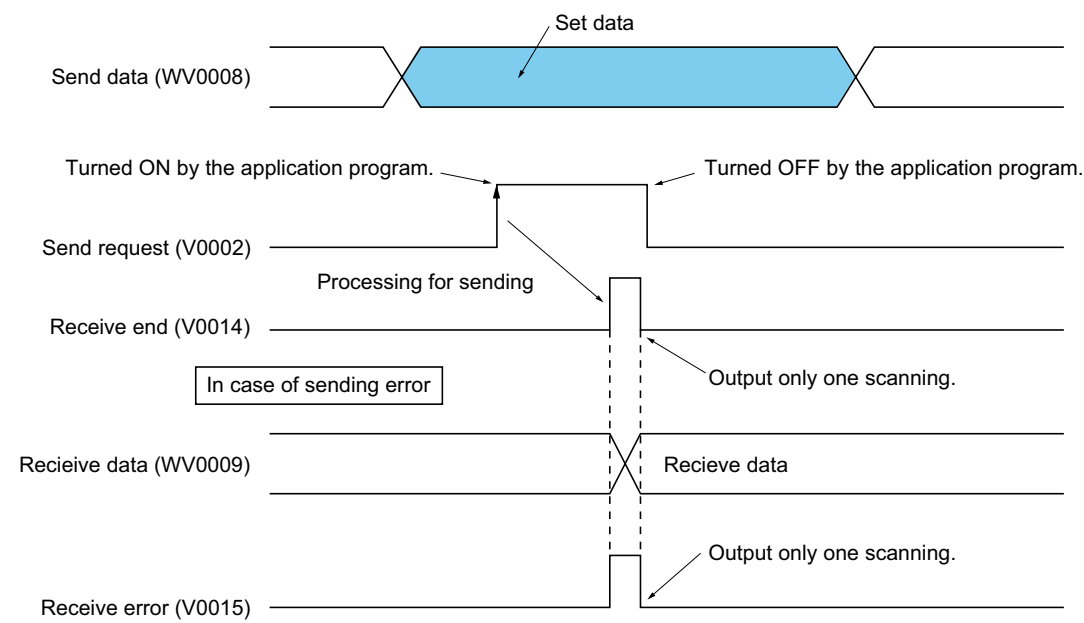 Set data
Send data (WV0008)
Turned ON by the application program.
Turned OFF by the application program.
Send request (V0002)
Processing for sending
Receive end (V0014)
Output only one scanning.
In case of sending error
Recieive data (WV0009)
Recieve data
Output only one scanning.
Receive error (V0015)